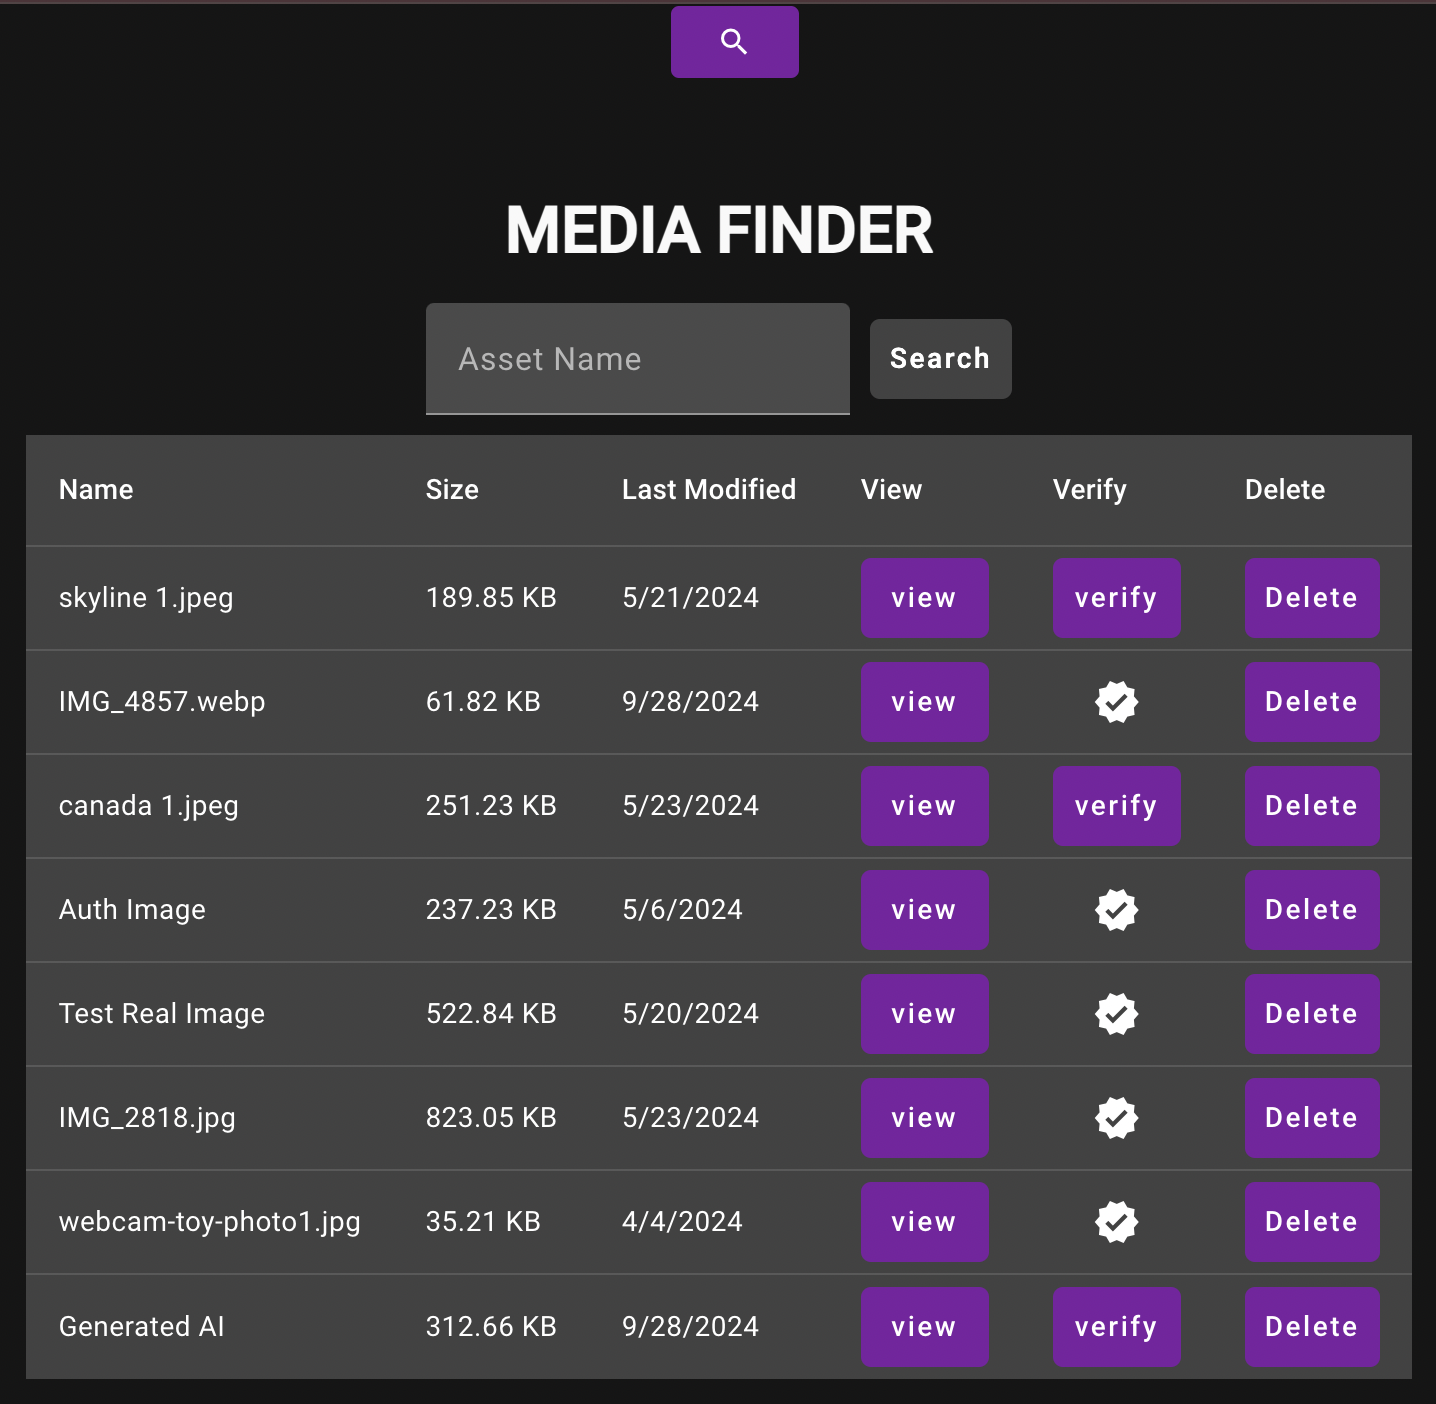 MEDIA FINDER
Asset Name Search
Name Size Last Modified View Verify Delete
skyline 1.jpeg 189.85 KB 5/21/2024 view verify Delete
IMG_4857.webp 61.82 KB 9/28/2024 view Delete
canada 1.jpeg 251.23 KB 5/23/2024 view verify Delete
Auth Image 237.23 KB 5/6/2024 view Delete
Test Real Image 522.84 KB 5/20/2024 view Delete
IMG_2818.jpg 823.05 KB 5/23/2024 view Delete
webcam-toy-photo1.jpg 35.21 KB 4/4/2024 view Delete
Generated AI 312.66 KB 9/28/2024 view verify Delete